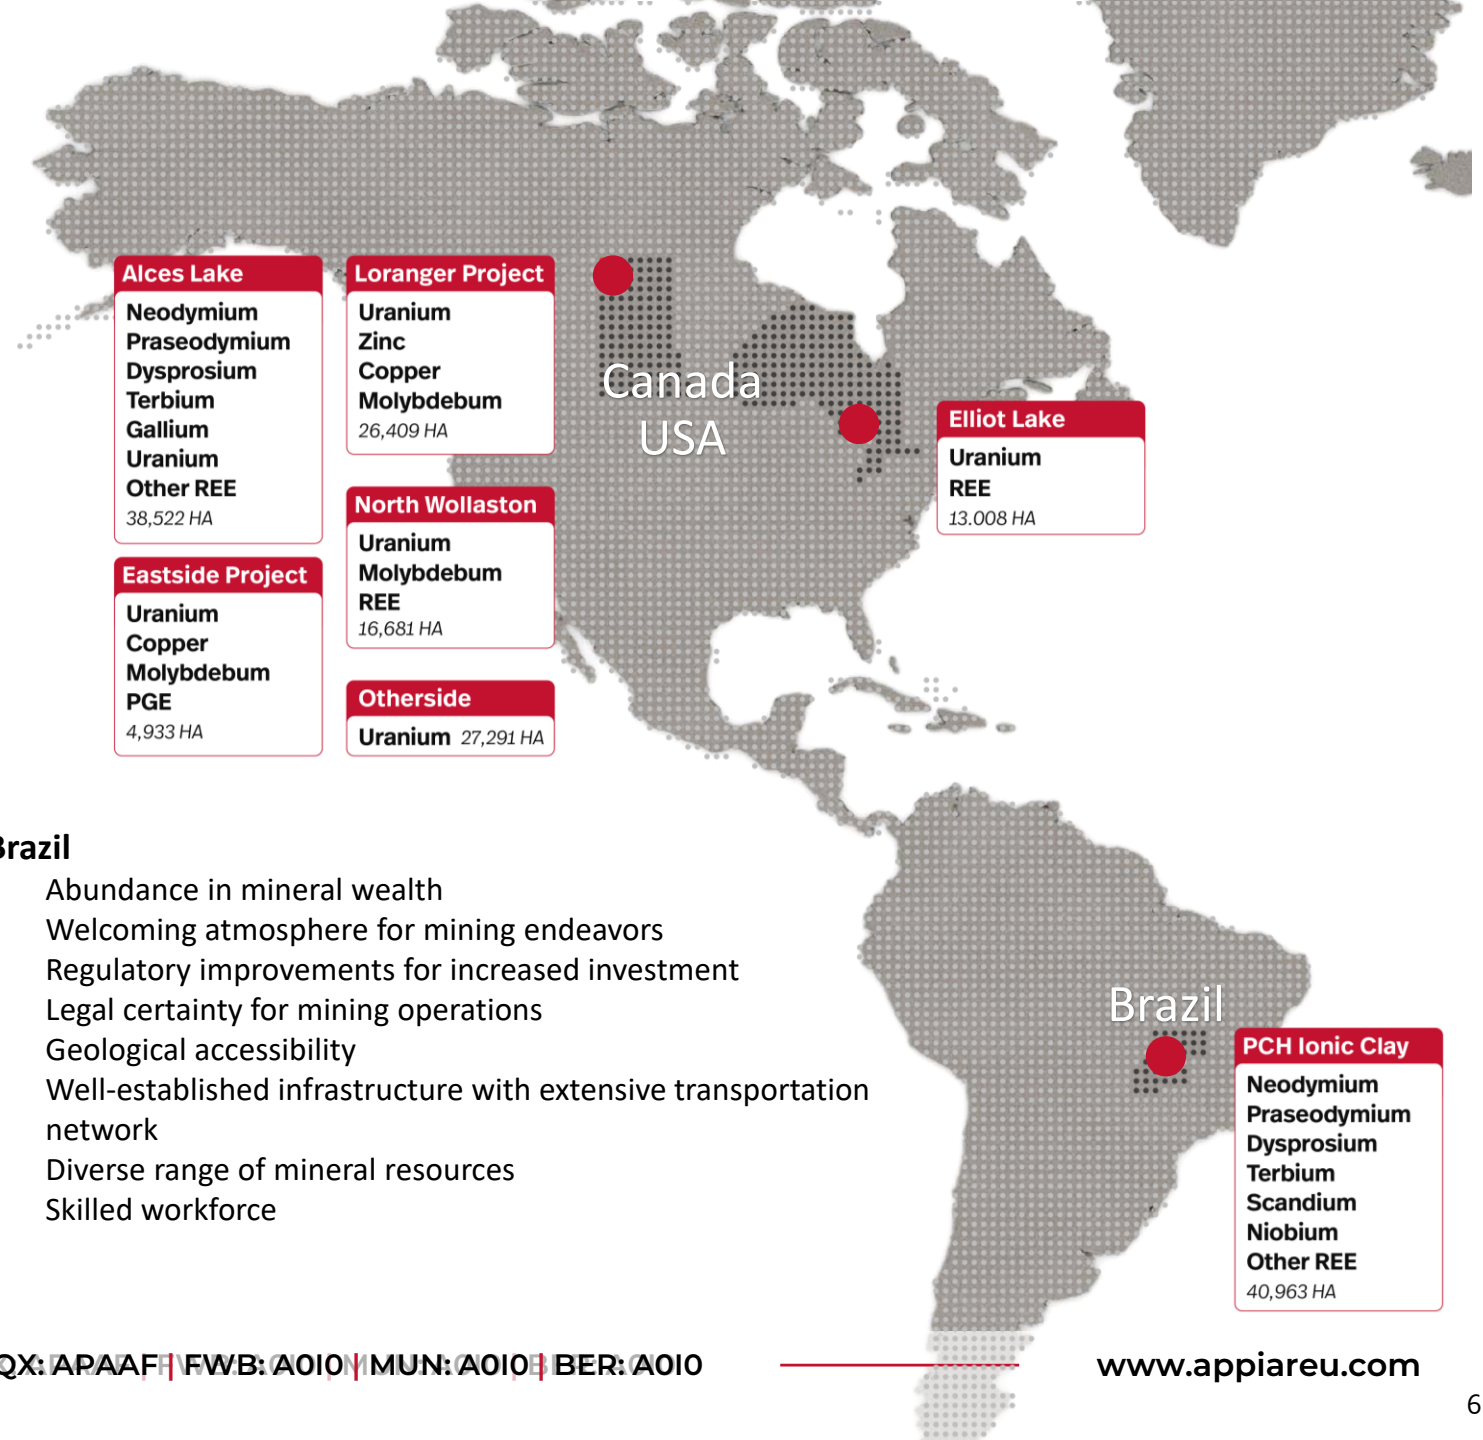 Alces Lake
Neodymium
Praseodymium
Dysprosium
Terbium
Gallium
Uranium
Other REE
38,522 HA
Loranger Project
Uranium
Zinc
Copper
Molybdebum
26,409 HA
Canada
USA
Elliot Lake
Uranium
REE
13.008 HA
North Wollaston
Uranium
Molybdebum
REE
16,681 HA
Eastside Project
Uranium
Copper
Molybdebum
PGE
4,933 HA
Otherside
Uranium 27,291 HA
Brazil
Abundance in mineral wealth
Welcoming atmosphere for mining endeavors
Regulatory improvements for increased investment
Legal certainty for mining operations
Geological accessibility
Well-established infrastructure with extensive transportation
network
Diverse range of mineral resources
Skilled workforce
Brazil
PCH Ionic Clay
Neodymium
Praseodymium
Dysprosium
Terbium
Scandium
Niobium
Other REE
40,963 HA
QX: APAAF | FWB: A0I0 | MUN: A0I0 | BER: A0I0
www.appiareu.com
6